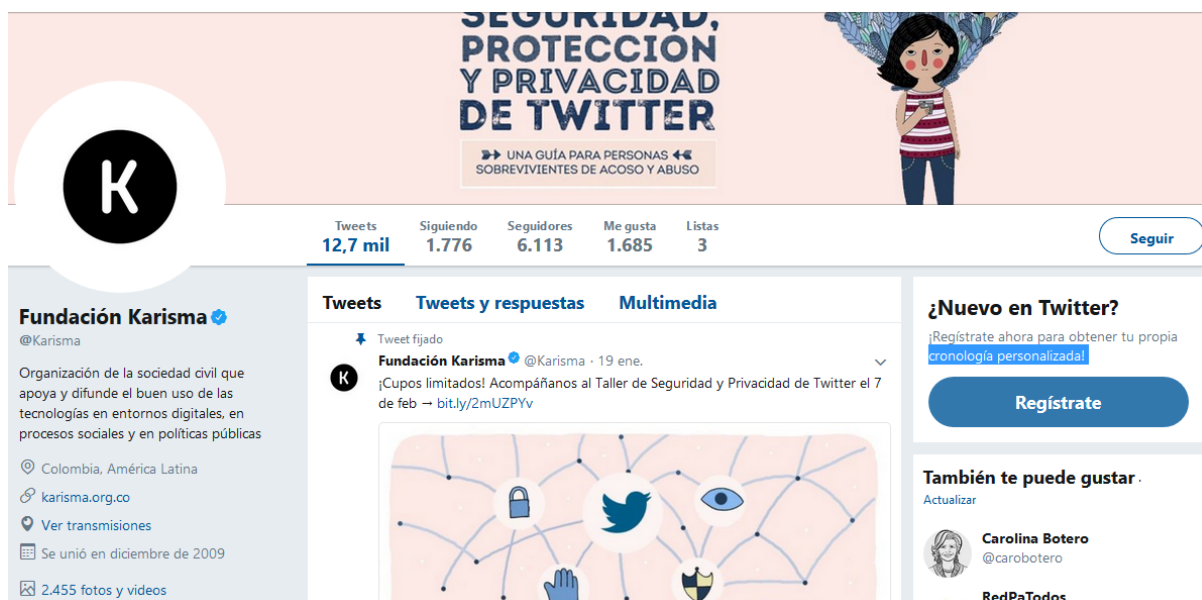 SEGURIDAD,
PROTECCIÓN
Y PRIVACIDAD
DE TWITTER
UNA GUÍA PARA PERSONAS
SOBREVIVIENTES DE ACOSO Y ABUSO
K
Tweets
12,7 mil
Siguiendo
1.776
Seguidores
6.113
Me gusta
1.685
Listas
3
Seguir
Fundación Karisma
@Karisma
Organización de la sociedad civil que
apoya y difunde el buen uso de las
tecnologías en entornos digitales, en
procesos sociales y en políticas públicas
Colombia, América Latina
karisma.org.co
Ver transmisiones
Se unió en diciembre de 2009
2.455 fotos y videos
Tweets Tweets y respuestas Multimedia
Tweet fijado
K
Fundación Karisma @Karisma · 19 ene.
¡Cupos limitados! Acompáñanos al Taller de Seguridad y Privacidad de Twitter el 7
de feb → bit.ly/2mUZPYv
¿Nuevo en Twitter?
¡Regístrate ahora para obtener tu propia
cronología personalizada!
Regístrate
También te puede gustar ·
Actualizar
Carolina Botero
@carobotero
RedPaTodos